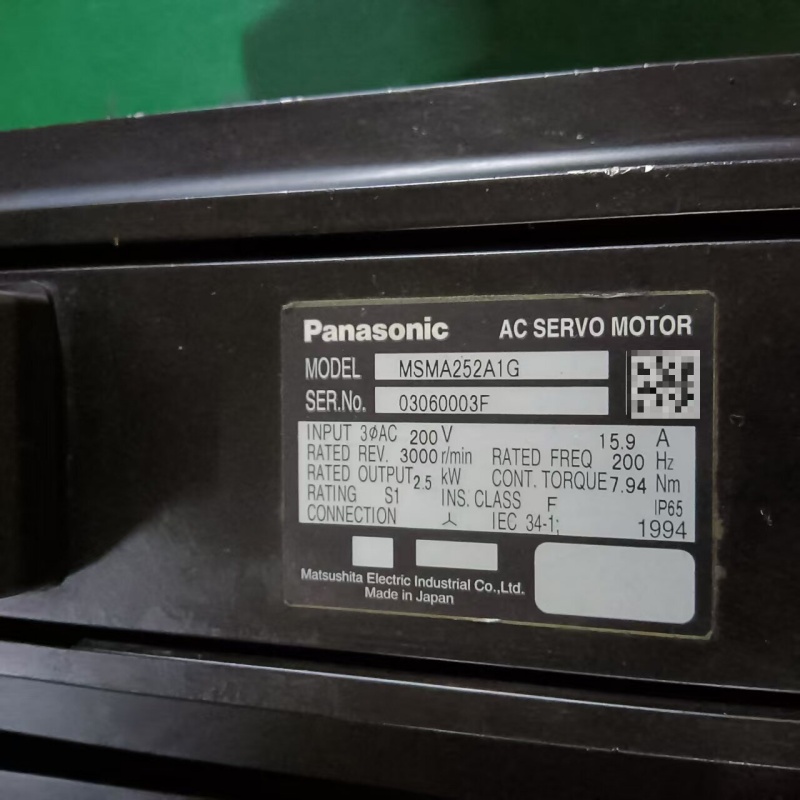 Panasonic AC SERVO MOTOR
MODEL MSMA252A1G
SER.No. 03060003F
INPUT 3φAC 200 V 15.9 A
RATED REV. 3000 r/min RATED FREQ 200 Hz
RATED OUTPUT 2.5 kW CONT. TORQUE 7.94 Nm
RATING S1 INS. CLASS F IP65
CONNECTION ⅄ IEC 34-1; 1994
Matsushita Electric Industrial Co.,Ltd.
Made in Japan